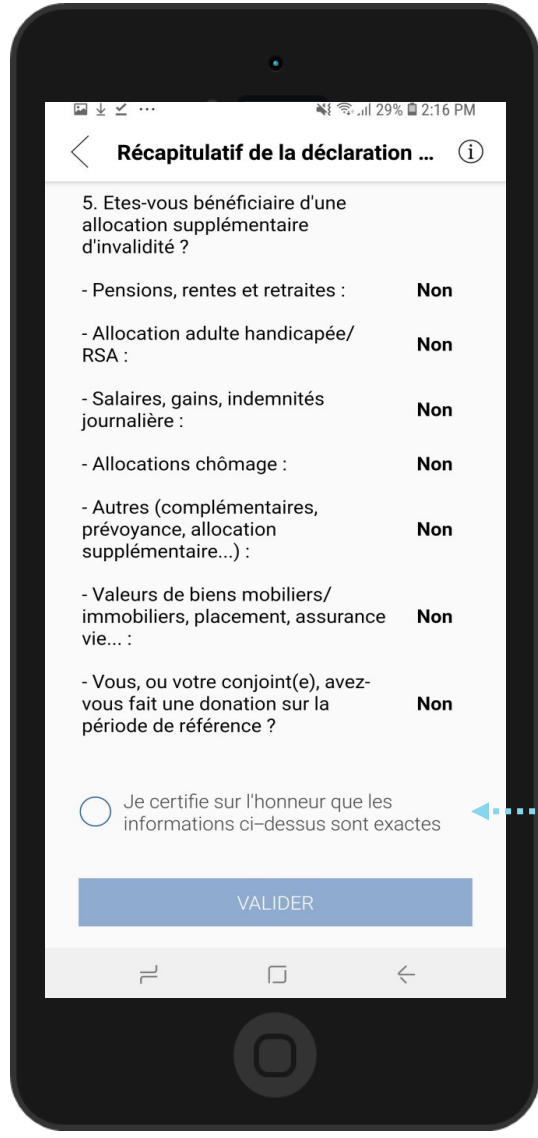 ... 29% 2:16 PM
Récapitulatif de la déclaration ... i
5. Etes-vous bénéficiaire d'une
allocation supplémentaire
d'invalidité ?
- Pensions, rentes et retraites : Non
- Allocation adulte handicapée/
RSA : Non
- Salaires, gains, indemnités
journalière : Non
- Allocations chômage : Non
- Autres (complémentaires,
prévoyance, allocation Non
supplémentaire...) :
- Valeurs de biens mobiliers/
immobiliers, placement, assurance Non
vie... :
- Vous, ou votre conjoint(e), avez-
vous fait une donation sur la Non
période de référence ?
Je certifie sur l'honneur que les
informations ci–dessus sont exactes
VALIDER